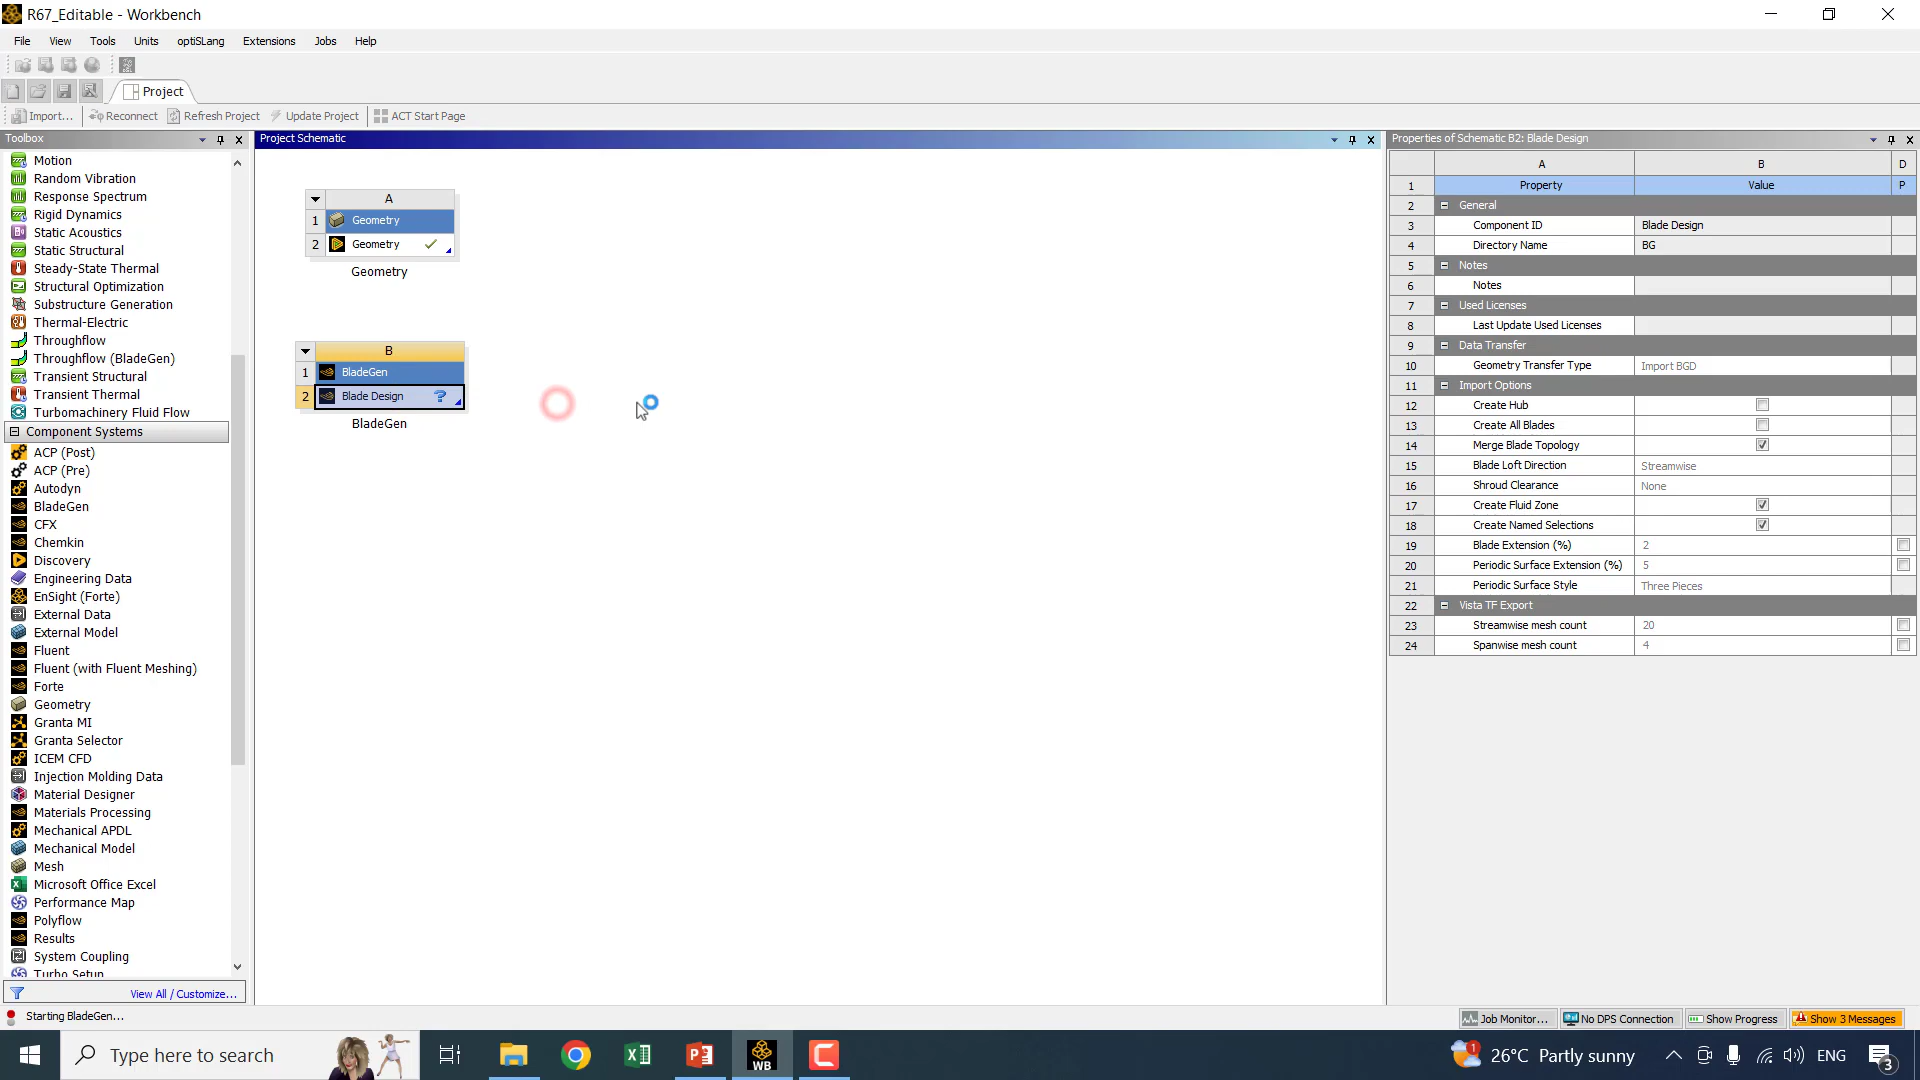 R67_Editable - Workbench
File View Tools Units optiSLang Extensions Jobs Help
Project
Import... Reconnect Refresh Project Update Project ACT Start Page
Toolbox
Motion
Random Vibration
Response Spectrum
Rigid Dynamics
Static Acoustics
Static Structural
Steady-State Thermal
Structural Optimization
Substructure Generation
Thermal-Electric
Throughflow
Throughflow (BladeGen)
Transient Structural
Transient Thermal
Turbomachinery Fluid Flow
Component Systems
ACP (Post)
ACP (Pre)
Autodyn
BladeGen
CFX
Chemkin
Discovery
Engineering Data
EnSight (Forte)
External Data
External Model
Fluent
Fluent (with Fluent Meshing)
Forte
Geometry
Granta MI
Granta Selector
ICEM CFD
Injection Molding Data
Material Designer
Materials Processing
Mechanical APDL
Mechanical Model
Mesh
Microsoft Office Excel
Performance Map
Polyflow
Results
System Coupling
Turbo Setup
View All / Customize...
Project Schematic
A
1 Geometry
2 Geometry
Geometry
B
1 BladeGen
2 Blade Design ?
BladeGen
Properties of Schematic B2: Blade Design
A B D
1 Property Value P
2 General
3 Component ID Blade Design
4 Directory Name BG
5 Notes
6 Notes
7 Used Licenses
8 Last Update Used Licenses
9 Data Transfer
10 Geometry Transfer Type Import BGD
11 Import Options
12 Create Hub
13 Create All Blades
14 Merge Blade Topology
15 Blade Loft Direction Streamwise
16 Shroud Clearance None
17 Create Fluid Zone
18 Create Named Selections
19 Blade Extension (%) 2
20 Periodic Surface Extension (%) 5
21 Periodic Surface Style Three Pieces
22 Vista TF Export
23 Streamwise mesh count 20
24 Spanwise mesh count 4
Starting BladeGen...
Job Monitor... No DPS Connection Show Progress Show 3 Messages
Type here to search
WB
1 26°C Partly sunny
ENG
3